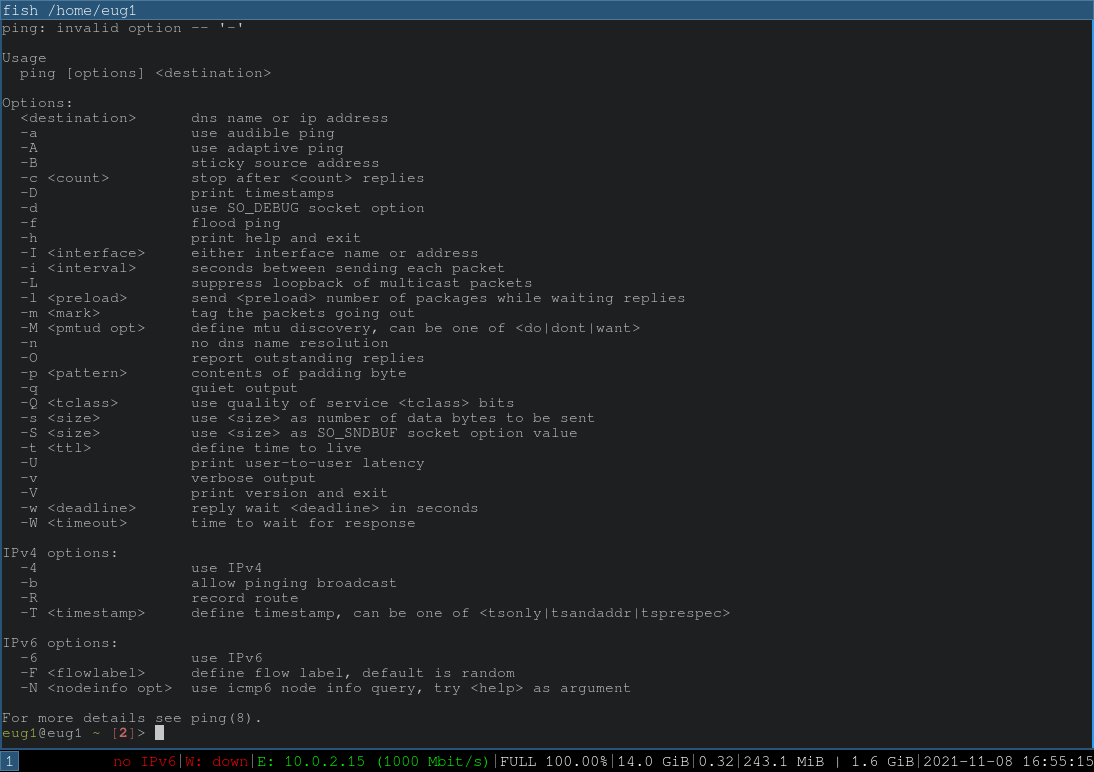 fish /home/eug1
ping: invalid option -- '-'
Usage
ping [options] <destination>
Options:
<destination> dns name or ip address
-a use audible ping
-A use adaptive ping
-B sticky source address
-c <count> stop after <count> replies
-D print timestamps
-d use SO_DEBUG socket option
-f flood ping
-h print help and exit
-I <interface> either interface name or address
-i <interval> seconds between sending each packet
-L suppress loopback of multicast packets
-l <preload> send <preload> number of packages while waiting replies
-m <mark> tag the packets going out
-M <pmtud opt> define mtu discovery, can be one of <do|dont|want>
-n no dns name resolution
-O report outstanding replies
-p <pattern> contents of padding byte
-q quiet output
-Q <tclass> use quality of service <tclass> bits
-s <size> use <size> as number of data bytes to be sent
-S <size> use <size> as SO_SNDBUF socket option value
-t <ttl> define time to live
-U print user-to-user latency
-v verbose output
-V print version and exit
-w <deadline> reply wait <deadline> in seconds
-W <timeout> time to wait for response
IPv4 options:
-4 use IPv4
-b allow pinging broadcast
-R record route
-T <timestamp> define timestamp, can be one of <tsonly|tsandaddr|tsprespec>
IPv6 options:
-6 use IPv6
-F <flowlabel> define flow label, default is random
-N <nodeinfo opt> use icmp6 node info query, try <help> as argument
For more details see ping(8).
eug1@eug1 ~ [2]>
1 no IPv6|W: down|E: 10.0.2.15 (1000 Mbit/s)|FULL 100.00%|14.0 GiB|0.32|243.1 MiB | 1.6 GiB|2021-11-08 16:55:15